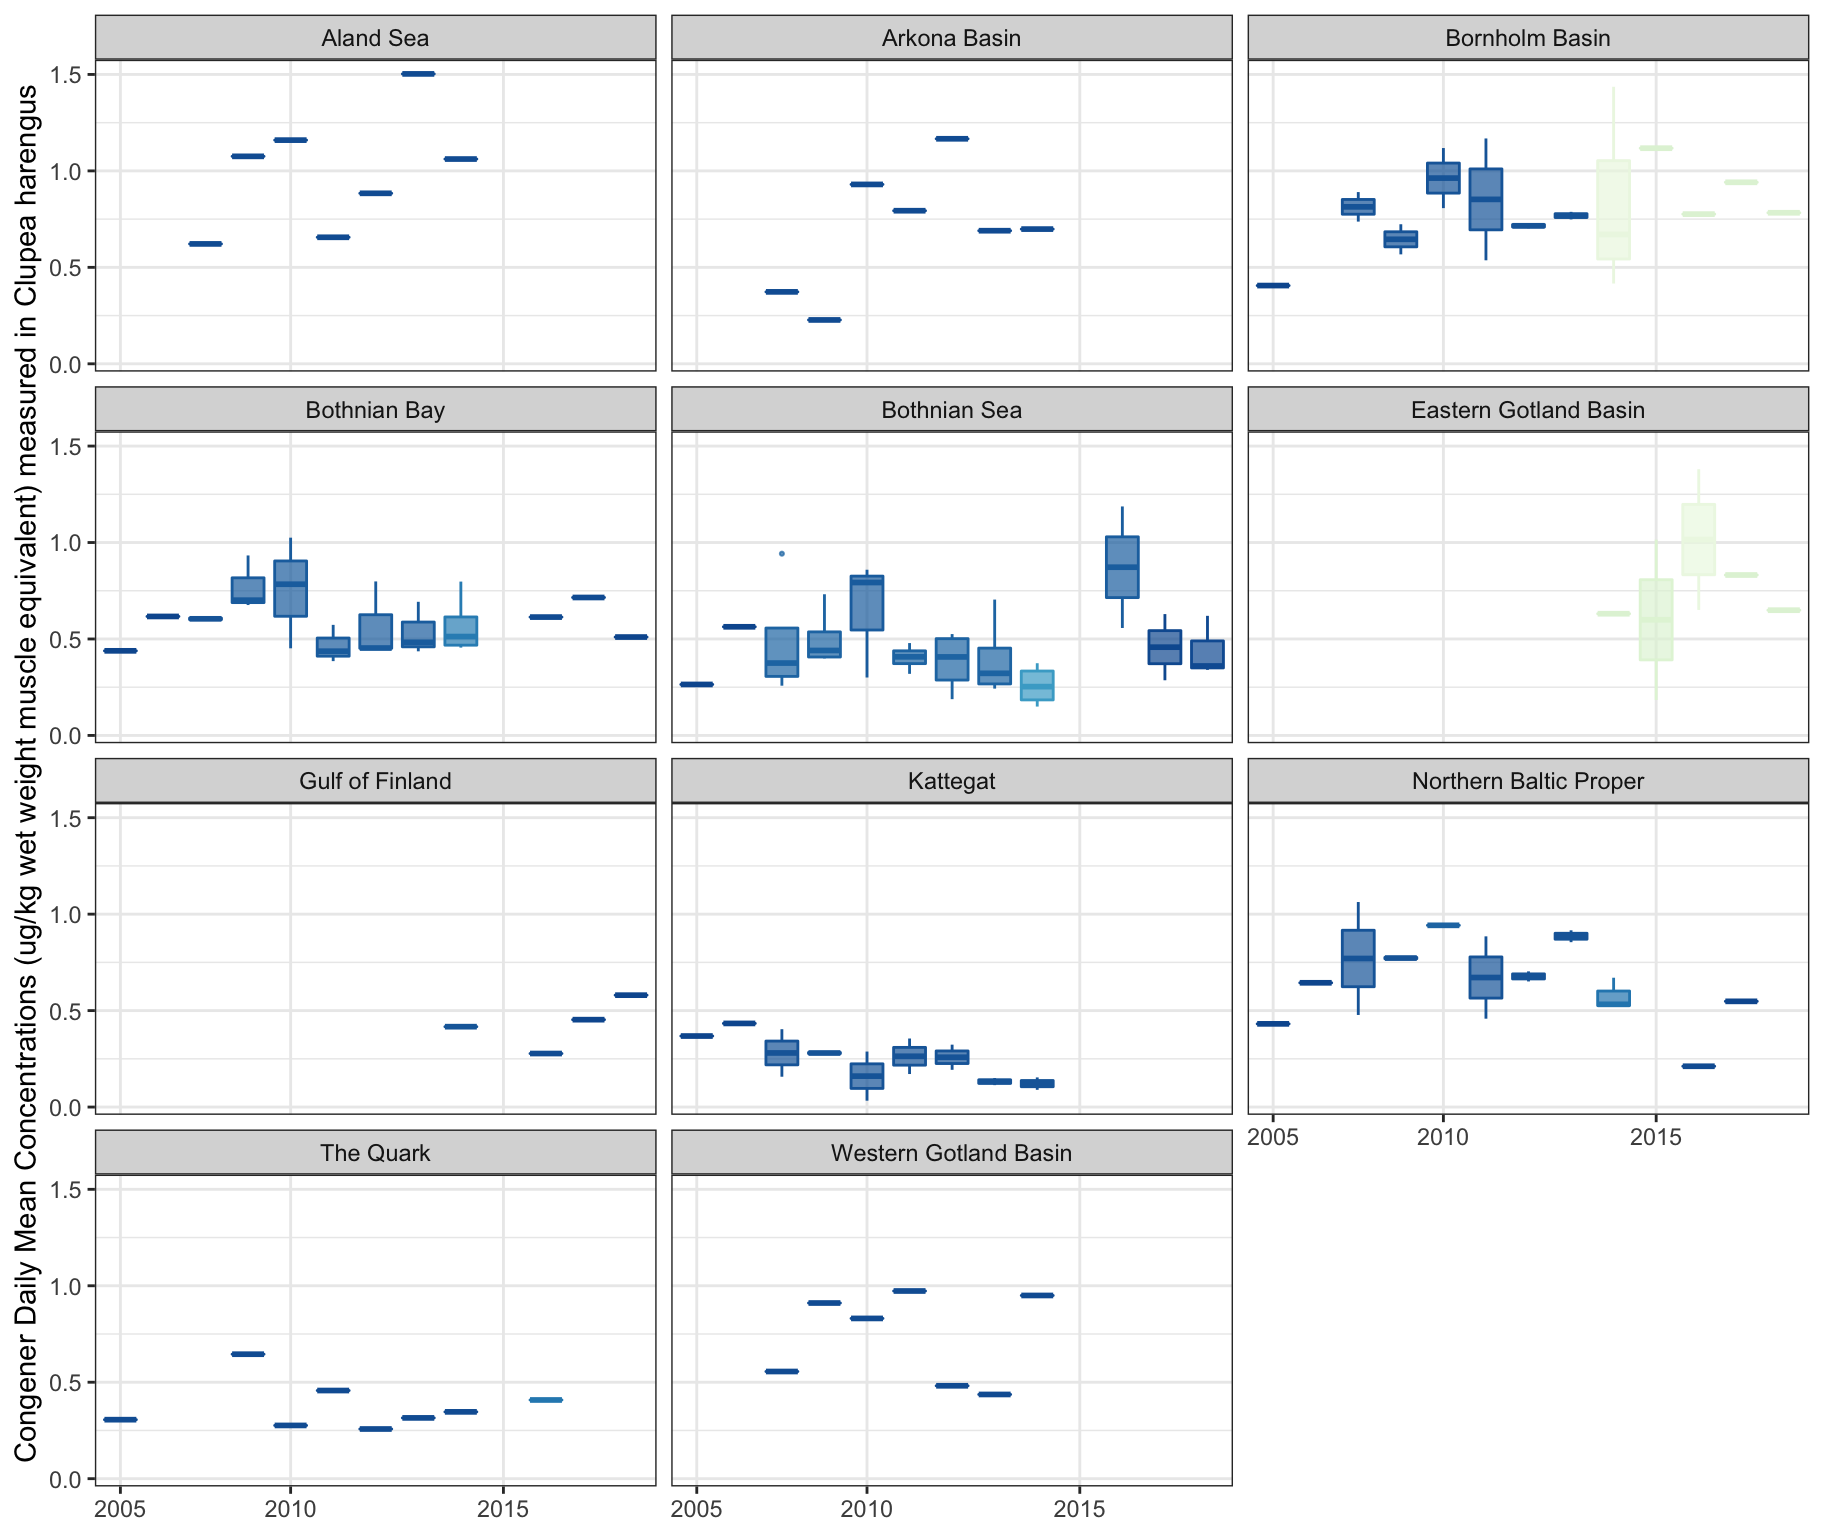 Congener Daily Mean Concentrations (ug/kg wet weight muscle equivalent) measured in Clupea harengus
Aland Sea
Arkona Basin
Bornholm Basin
1.5
1.0
0.5
0.0
Bothnian Bay
Bothnian Sea
Eastern Gotland Basin
1.5
1.0
0.5
0.0
Gulf of Finland
Kattegat
Northern Baltic Proper
1.5
1.0
0.5
0.0
2005 2010 2015
The Quark
Western Gotland Basin
1.5
1.0
0.5
0.0
2005 2010 2015
2005 2010 2015